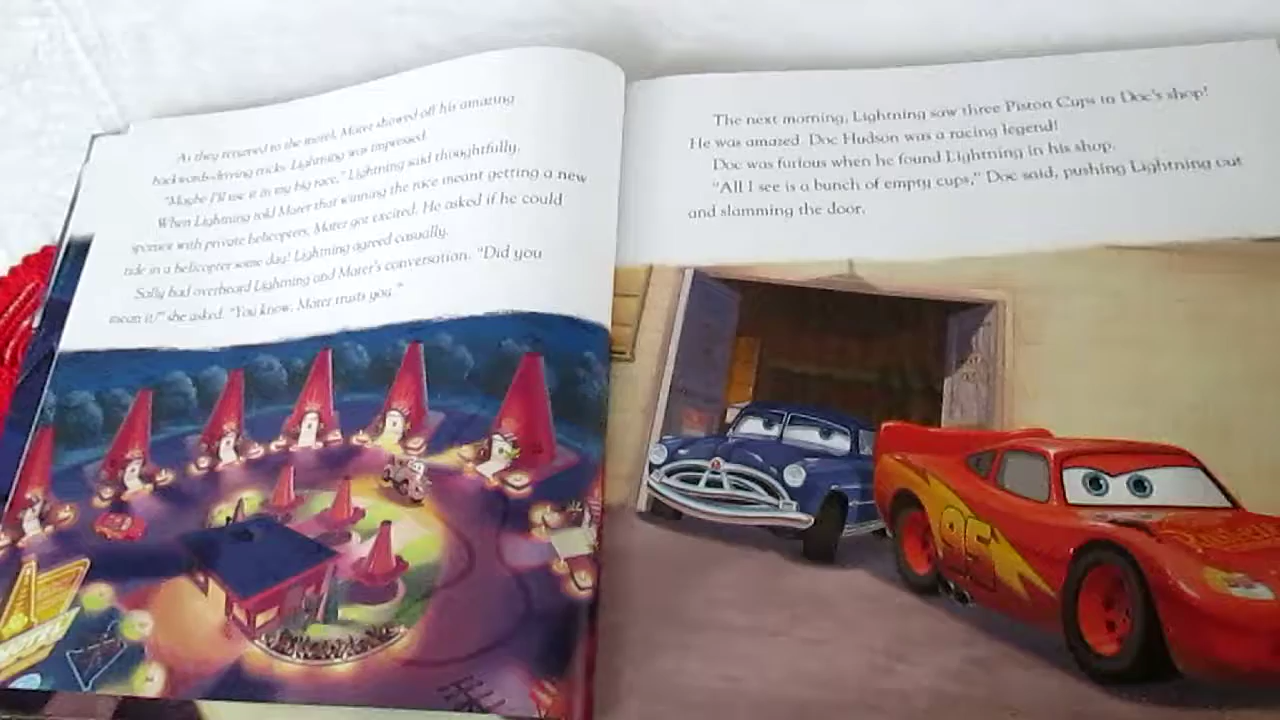 As they returned to the motel, Mater showed off his amazing
backwards-driving tricks. Lightning was impressed.
"Maybe I'll use it in my big race," Lightning said thoughtfully.
When Lightning told Mater that winning the race meant getting a new
sponsor with private helicopters, Mater got excited. He asked if he could
ride in a helicopter some day! Lightning agreed casually.
Sally had overheard Lightning and Mater's conversation. "Did you
mean it?" she asked. "You know, Mater trusts you."
The next morning, Lightning saw three Piston Cups in Doc's shop!
He was amazed. Doc Hudson was a racing legend!
Doc was furious when he found Lightning in his shop.
"All I see is a bunch of empty cups," Doc said, pushing Lightning out
and slamming the door.
95